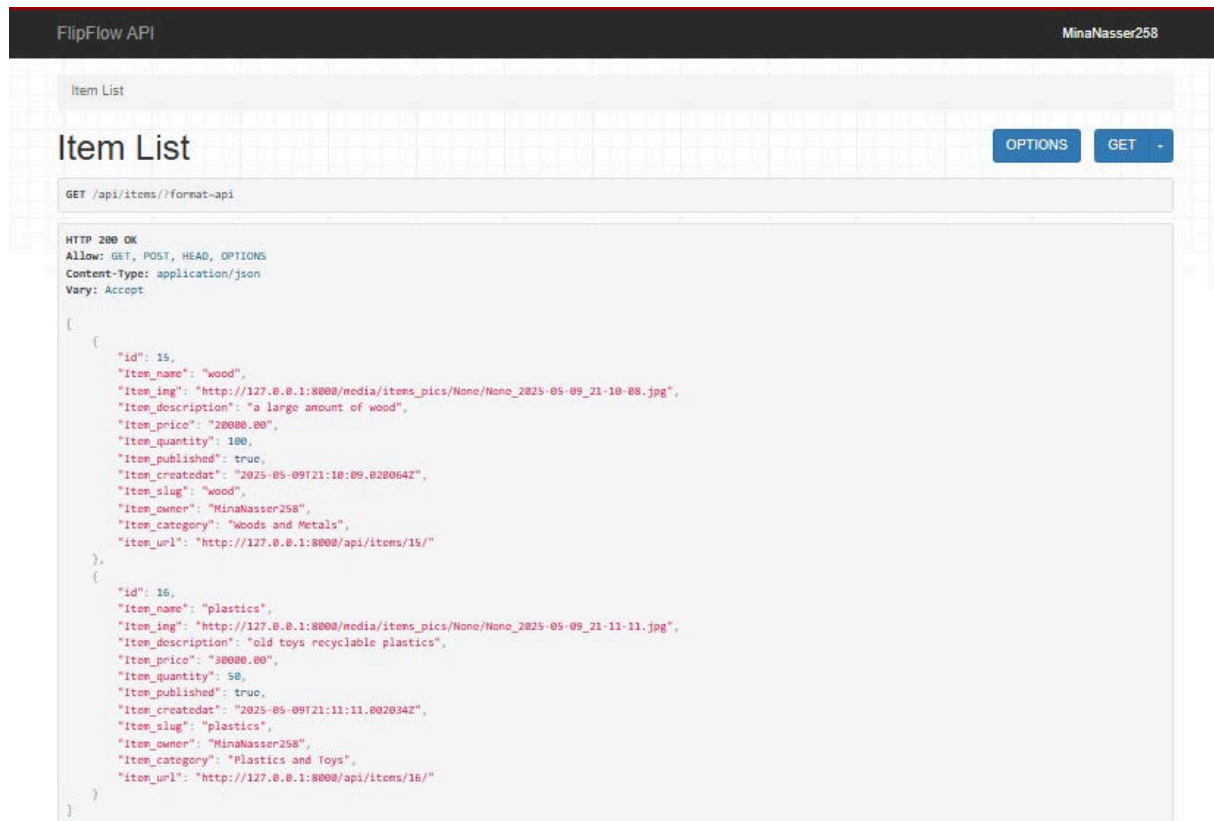 FlipFlow API
MinaNasser258
Item List
Item List
OPTIONS
GET
GET /api/items/?format=api
HTTP 200 OK
Allow: GET, POST, HEAD, OPTIONS
Content-Type: application/json
Vary: Accept
[
{
"id": 15,
"Item_name": "wood",
"Item_img": "http://127.0.0.1:8000/media/items_pics/None/None_2025-05-09_21-10-08.jpg",
"Item_description": "a large amount of wood",
"Item_price": "20000.00",
"Item_quantity": 100,
"Item_published": true,
"Item_createdat": "2025-05-09T21:10:09.020064Z",
"Item_slug": "wood",
"Item_owner": "MinaNasser258",
"Item_category": "Woods and Metals",
"item_url": "http://127.0.0.1:8000/api/items/15/"
},
{
"id": 16,
"Item_name": "plastics",
"Item_img": "http://127.0.0.1:8000/media/items_pics/None/None_2025-05-09_21-11-11.jpg",
"Item_description": "old toys recyclable plastics",
"Item_price": "30000.00",
"Item_quantity": 50,
"Item_published": true,
"Item_createdat": "2025-05-09T21:11:11.002034Z",
"Item_slug": "plastics",
"Item_owner": "MinaNasser258",
"Item_category": "Plastics and Toys",
"item_url": "http://127.0.0.1:8000/api/items/16/"
}
]